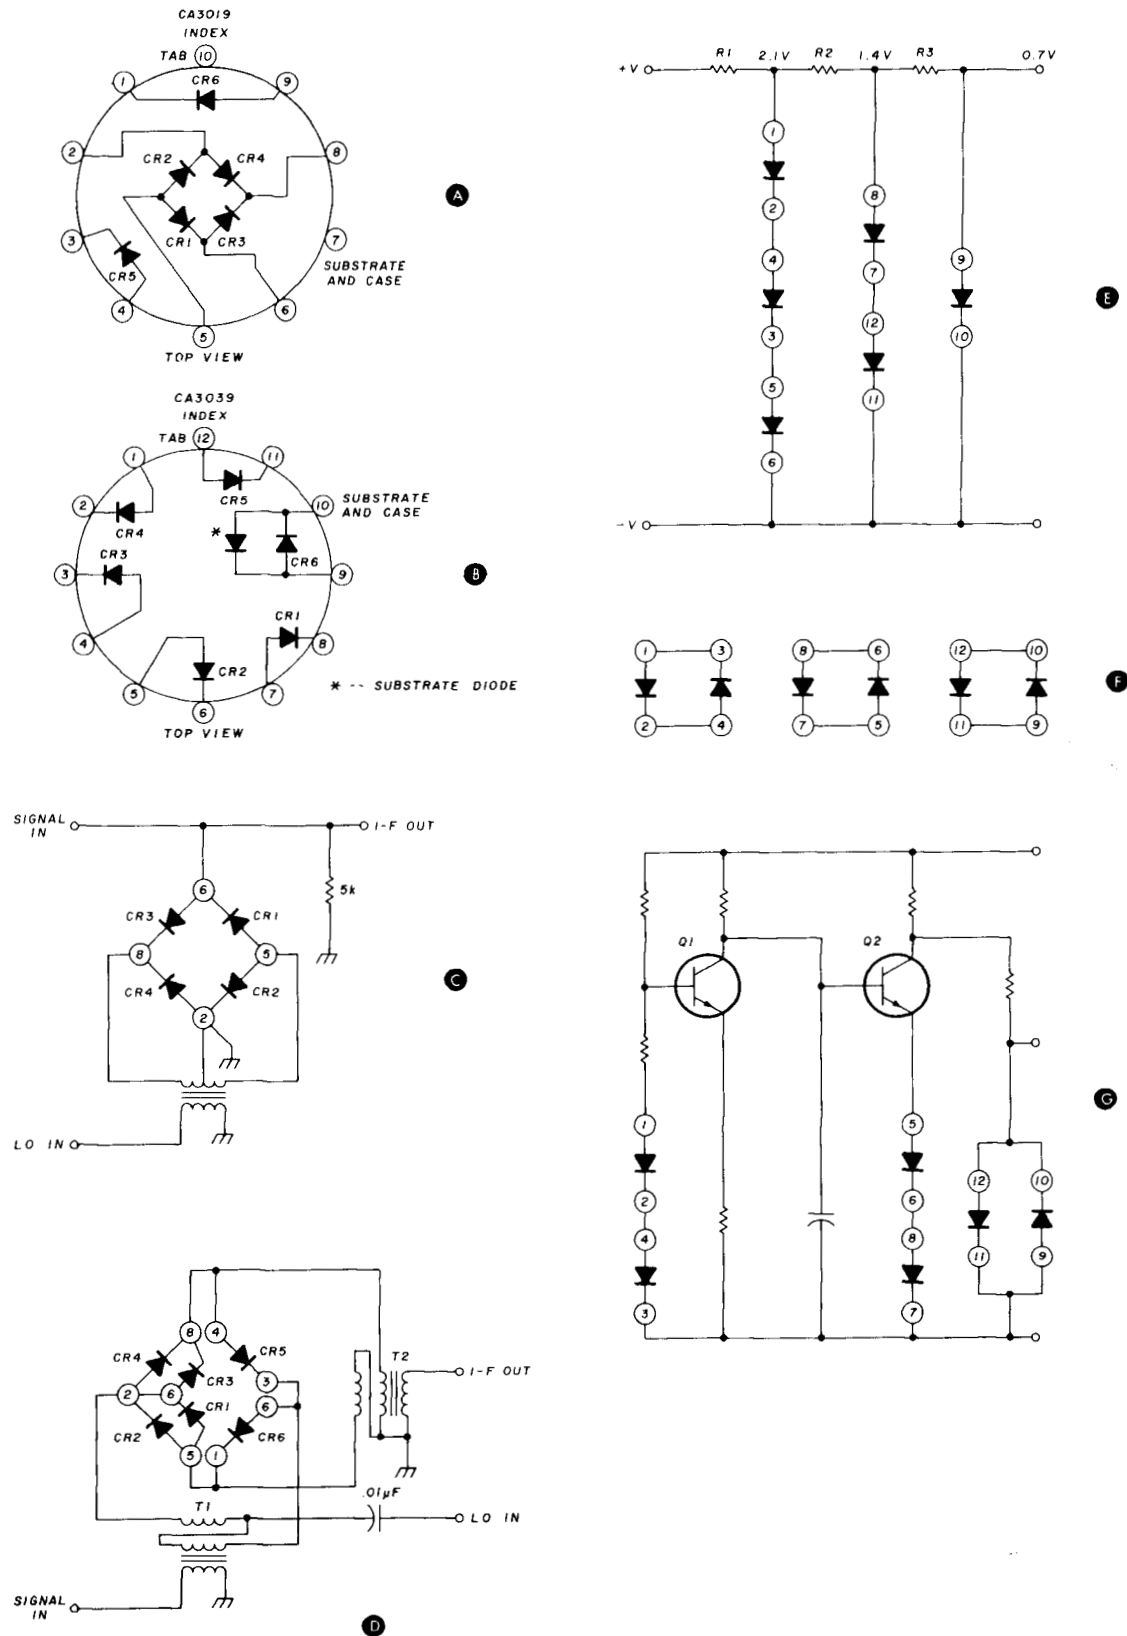 CA3019
INDEX
TAB 10
1
CR6
9
2
CR2
CR4
8
CR1
CR3
3
CR5
7
SUBSTRATE
AND CASE
4
6
5
TOP VIEW
A
CA3039
INDEX
TAB 12
1
11
CR5
2
CR4
10 SUBSTRATE
AND CASE
*
CR6
CR3
3
9
B
4
CR1
8
5
CR2
7
6
* -- SUBSTRATE DIODE
TOP VIEW
SIGNAL
IN
I-F OUT
6
5k
CR3
CR1
8
5
CR4
CR2
2
C
LO IN
8
4
CR4
CR5
CR3
T2
I-F OUT
2
6
3
CR1
6
CR2
CR6
5
1
T1
.01µF
LO IN
SIGNAL
IN
D
R1
2.1V
R2
1.4V
R3
0.7V
+V
1
2
4
3
5
6
8
7
12
11
9
10
-V
E
1
3
8
6
12
10
2
4
7
5
11
9
F
Q1
Q2
1
2
4
3
5
6
8
7
12
10
11
9
G